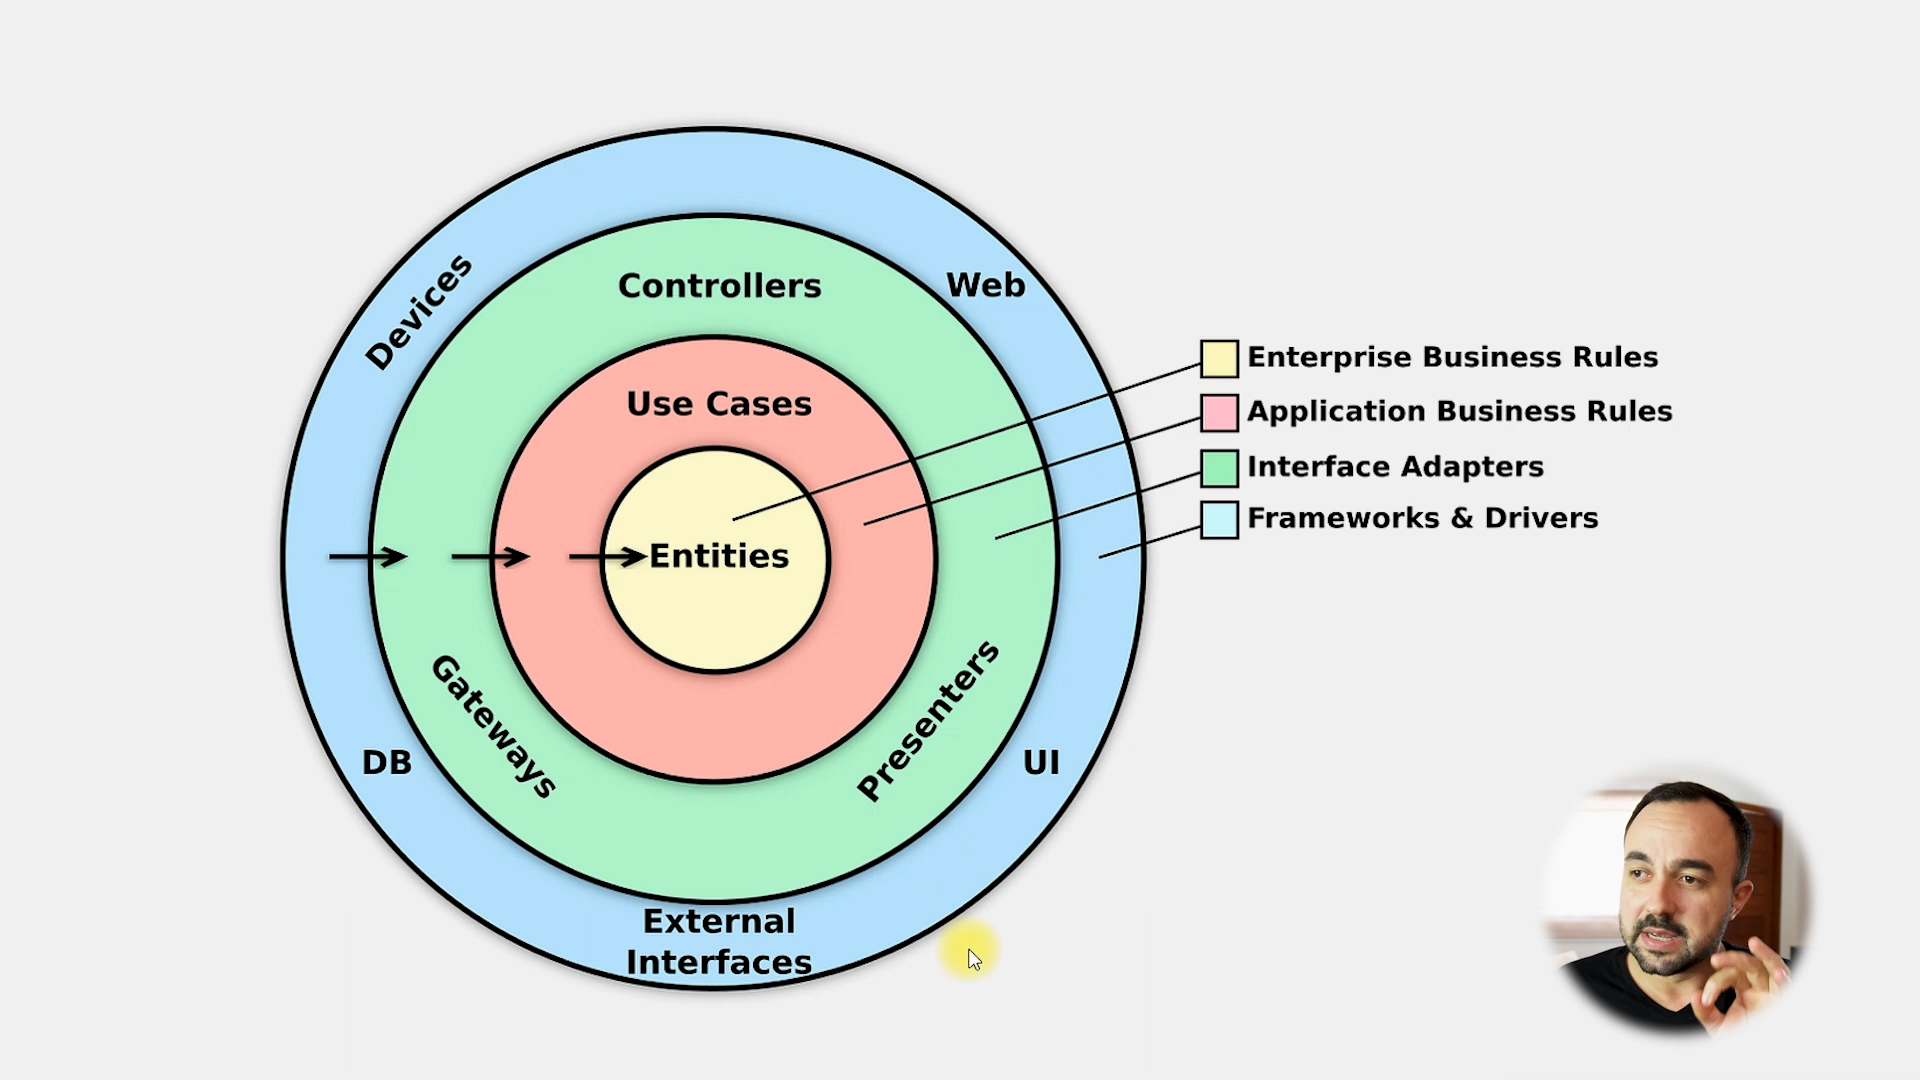 Devices
Controllers
Web
Use Cases
Entities
Gateways
Presenters
DB
UI
External
Interfaces
Enterprise Business Rules
Application Business Rules
Interface Adapters
Frameworks & Drivers